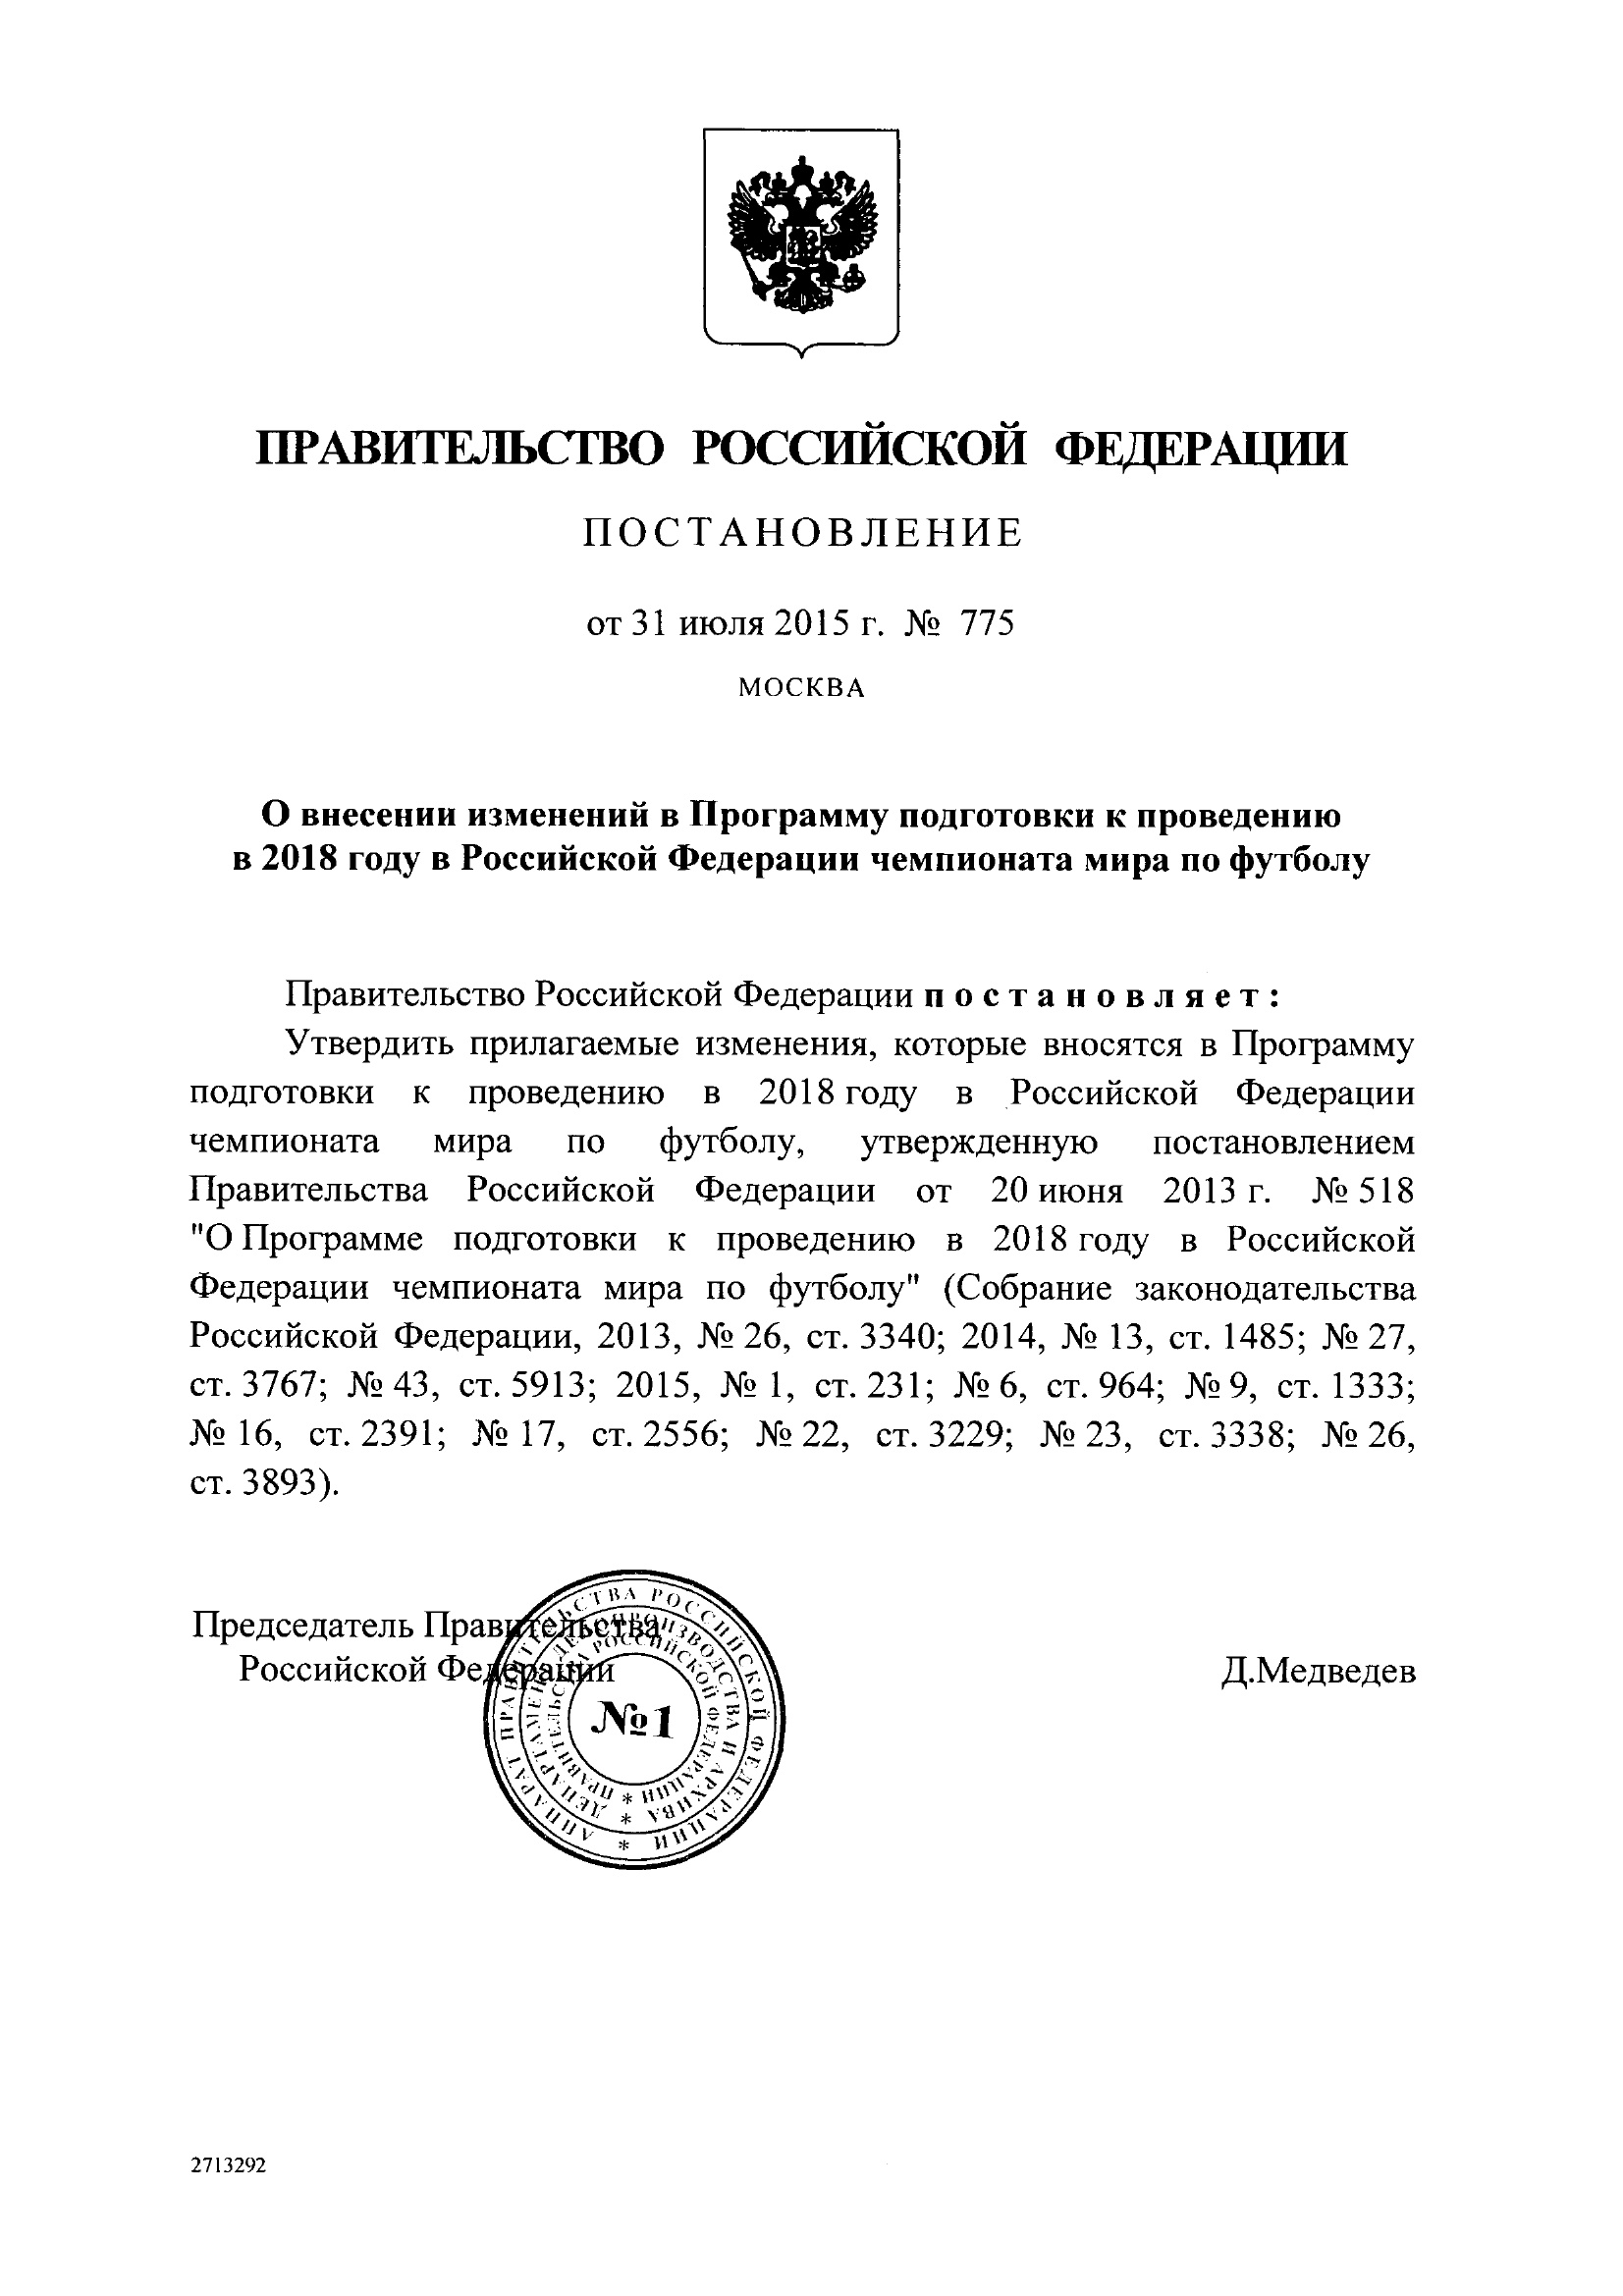 ПРАВИТЕЛЬСТВО РОССИЙСКОЙ ФЕДЕРАЦИИ
ПОСТАНОВЛЕНИЕ
от 31 июля 2015 г. № 775
МОСКВА
О внесении изменений в Программу подготовки к проведению
в 2018 году в Российской Федерации чемпионата мира по футболу
Правительство Российской Федерации постановляет:
Утвердить прилагаемые изменения, которые вносятся в Программу
подготовки к проведению в 2018 году в Российской Федерации
чемпионата мира по футболу, утвержденную постановлением
Правительства Российской Федерации от 20 июня 2013 г. № 518
"О Программе подготовки к проведению в 2018 году в Российской
Федерации чемпионата мира по футболу" (Собрание законодательства
Российской Федерации, 2013, № 26, ст. 3340; 2014, № 13, ст. 1485; № 27,
ст. 3767; № 43, ст. 5913; 2015, № 1, ст. 231; № 6, ст. 964; № 9, ст. 1333;
№ 16, ст. 2391; № 17, ст. 2556; № 22, ст. 3229; № 23, ст. 3338; № 26,
ст. 3893).
Председатель Правительства
Российской Федерации
Д.Медведев
АППАРАТ ПРАВИТЕЛЬСТВА РОССИЙСКОЙ ФЕДЕРАЦИИ *
ДЕПАРТАМЕНТ ДЕЛОПРОИЗВОДСТВА И АРХИВА *
ПРАВИТЕЛЬСТВА РОССИЙСКОЙ ФЕДЕРАЦИИ *
№1
2713292